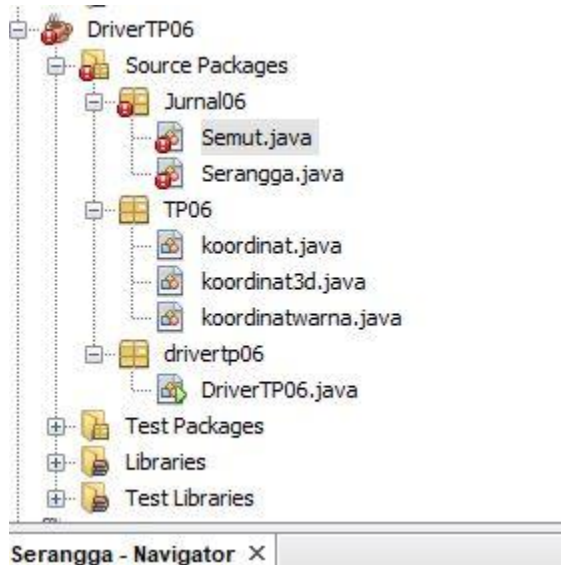 DriverTP06
Source Packages
Jurnal06
Semut.java
Serangga.java
TP06
koordinat.java
koordinat3d.java
koordinatwarna.java
drivertp06
DriverTP06.java
Test Packages
Libraries
Test Libraries
Serangga - Navigator ×